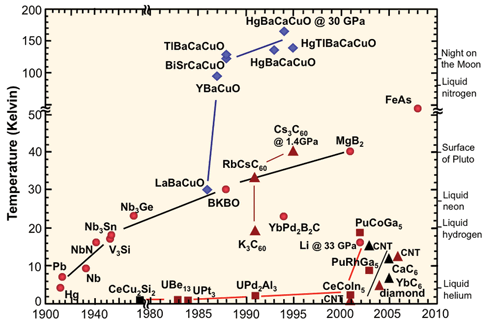 200
150
100
50
40
30
20
10
0
Temperature (Kelvin)
1900
1940
1980
1985
1990
1995
2000
2005
2010
HgBaCaCuO @ 30 GPa
TlBaCaCuO
HgTlBaCaCuO
BiSrCaCuO
HgBaCaCuO
YBaCuO
FeAs
Cs3C60
@ 1.4GPa
MgB2
RbCsC60
LaBaCuO
BKBO
Nb3Ge
YbPd2B2C
PuCoGa5
Nb3Sn
NbN
V3Si
K3C60
Li @ 33 GPa
CNT
CNT
PuRhGa5
CaC6
Pb
Nb
Hg
CeCu2Si2
UBe13
UPt3
UPd2Al3
CeCoIn5
YbC6
CNT
diamond
Night on
the Moon
Liquid
nitrogen
Surface
of Pluto
Liquid
neon
Liquid
hydrogen
Liquid
helium